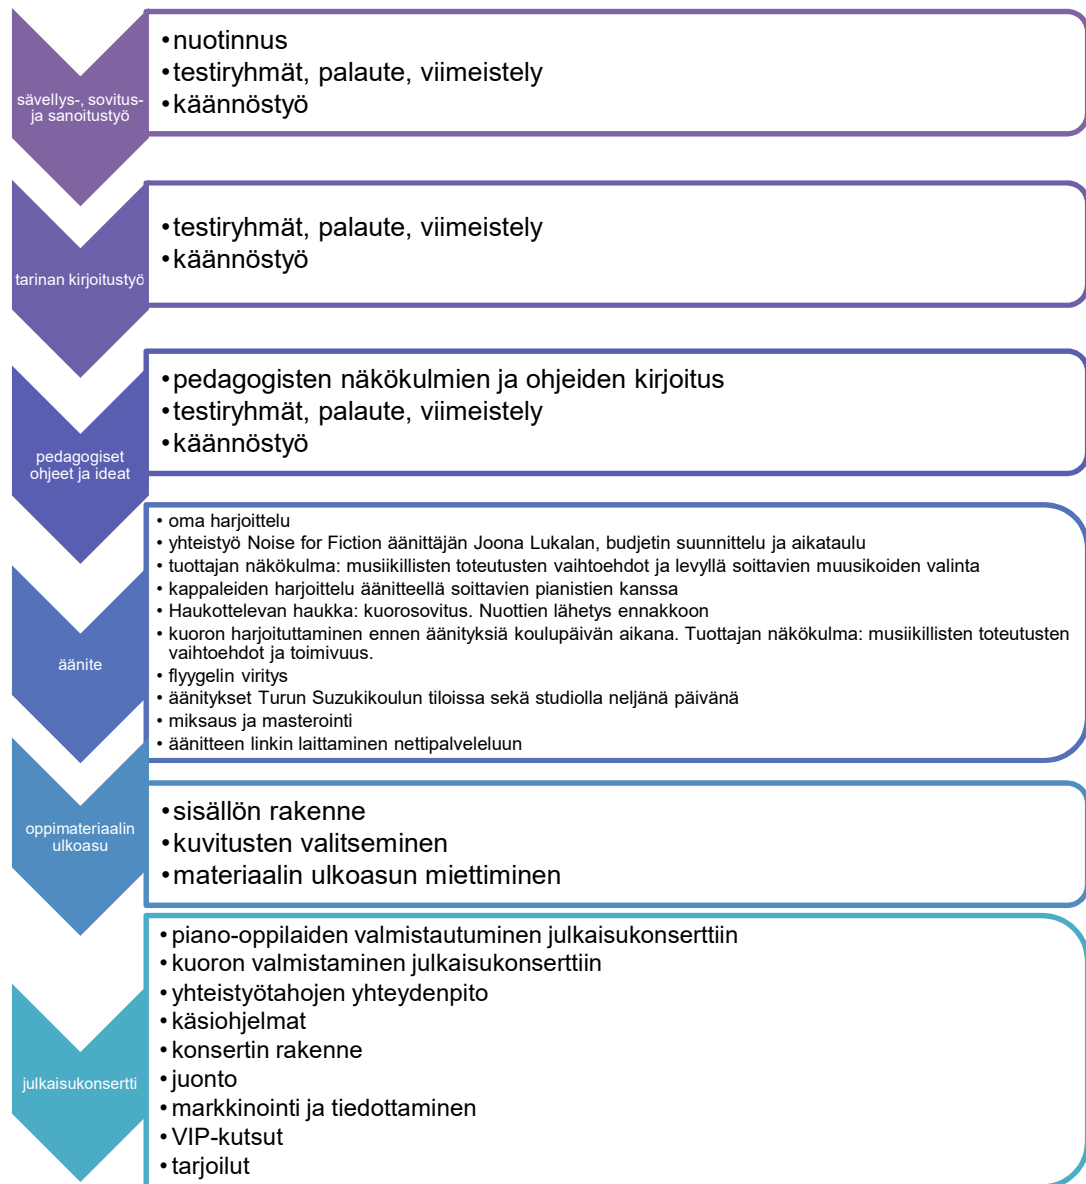 sävellys-, sovitus-
ja sanoitustyö
•nuotinnus
•testiryhmät, palaute, viimeistely
•käännöstyö
tarinan kirjoitustyö
•testiryhmät, palaute, viimeistely
•käännöstyö
pedagogiset
ohjeet ja ideat
•pedagogisten näkökulmien ja ohjeiden kirjoitus
•testiryhmät, palaute, viimeistely
•käännöstyö
äänite
• oma harjoittelu
• yhteistyö Noise for Fiction äänittäjän Joona Lukalan, budjetin suunnittelu ja aikataulu
• tuottajan näkökulma: musiikillisten toteutusten vaihtoehdot ja levyllä soittavien muusikoiden valinta
• kappaleiden harjoittelu äänitteellä soittavien pianistien kanssa
• Haukottelevan haukka: kuorosovitus. Nuottien lähetys ennakkoon
• kuoron harjoituttaminen ennen äänityksiä koulupäivän aikana. Tuottajan näkökulma: musiikillisten toteutusten
vaihtoehdot ja toimivuus.
• flyygelin viritys
• äänitykset Turun Suzukikoulun tiloissa sekä studiolla neljänä päivänä
• miksaus ja masterointi
• äänitteen linkin laittaminen nettipalveleluun
oppimateriaalin
ulkoasu
•sisällön rakenne
•kuvitusten valitseminen
•materiaalin ulkoasun miettiminen
julkaisukonsertti
•piano-oppilaiden valmistautuminen julkaisukonserttiin
•kuoron valmistaminen julkaisukonserttiin
•yhteistyötahojen yhteydenpito
•käsiohjelmat
•konsertin rakenne
•juonto
•markkinointi ja tiedottaminen
•VIP-kutsut
•tarjoilut